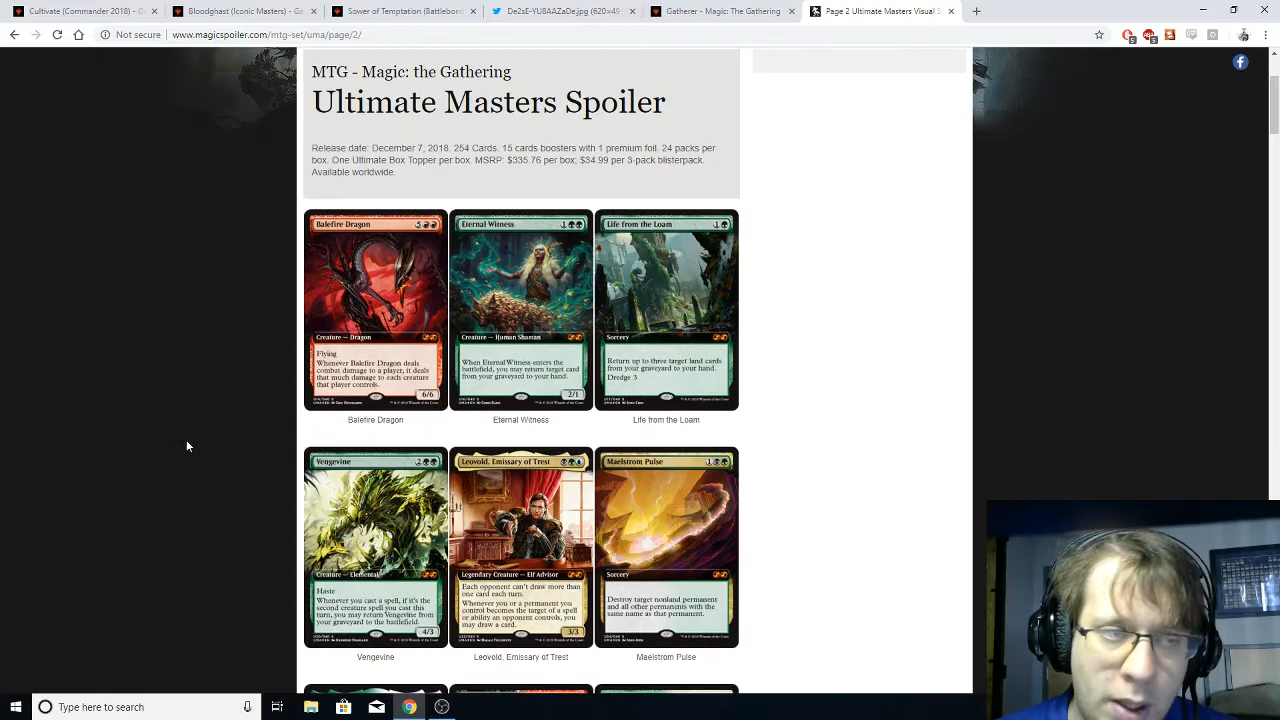 Cultivate (Commander 2018) - G
Bloodghast (Iconic Masters) - Ga
Sower of Temptation (Battlebon
De2sE-YU8AAZaDe.jpg (620×49
Gatherer - Magic: The Gathering
Page 2 Ultimate Masters Visual S
Not secure
www.magicspoiler.com/mtg-set/uma/page/2/
MTG - Magic: the Gathering
Ultimate Masters Spoiler
Release date: December 7, 2018. 254 Cards. 15 cards boosters with 1 premium foil. 24 packs per
box. One Ultimate Box Topper per box. MSRP: $335.76 per box; $34.99 per 3-pack blisterpack.
Available worldwide.
Balefire Dragon 5
Creature — Dragon
Flying
Whenever Balefire Dragon deals
combat damage to a player, it deals
that much damage to each creature
that player controls.
6/6
Balefire Dragon
Eternal Witness 1
Creature — Human Shaman
When Eternal Witness enters the
battlefield, you may return target card
from your graveyard to your hand.
2/1
Eternal Witness
Life from the Loam 1
Sorcery
Return up to three target land cards
from your graveyard to your hand.
Dredge 3
Life from the Loam
Vengevine 2
Creature — Elemental
Haste
Whenever you cast a spell, if it's the
second creature spell you cast this
turn, you may return Vengevine from
your graveyard to the battlefield.
4/3
Vengevine
Leovold, Emissary of Trest
Legendary Creature — Elf Advisor
Each opponent can't draw more than
one card each turn.
Whenever you or a permanent you
control becomes the target of a spell
or ability an opponent controls, you
may draw a card.
3/3
Leovold, Emissary of Trest
Maelstrom Pulse 1
Sorcery
Destroy target nonland permanent
and all other permanents with the
same name as that permanent.
Maelstrom Pulse
Type here to search